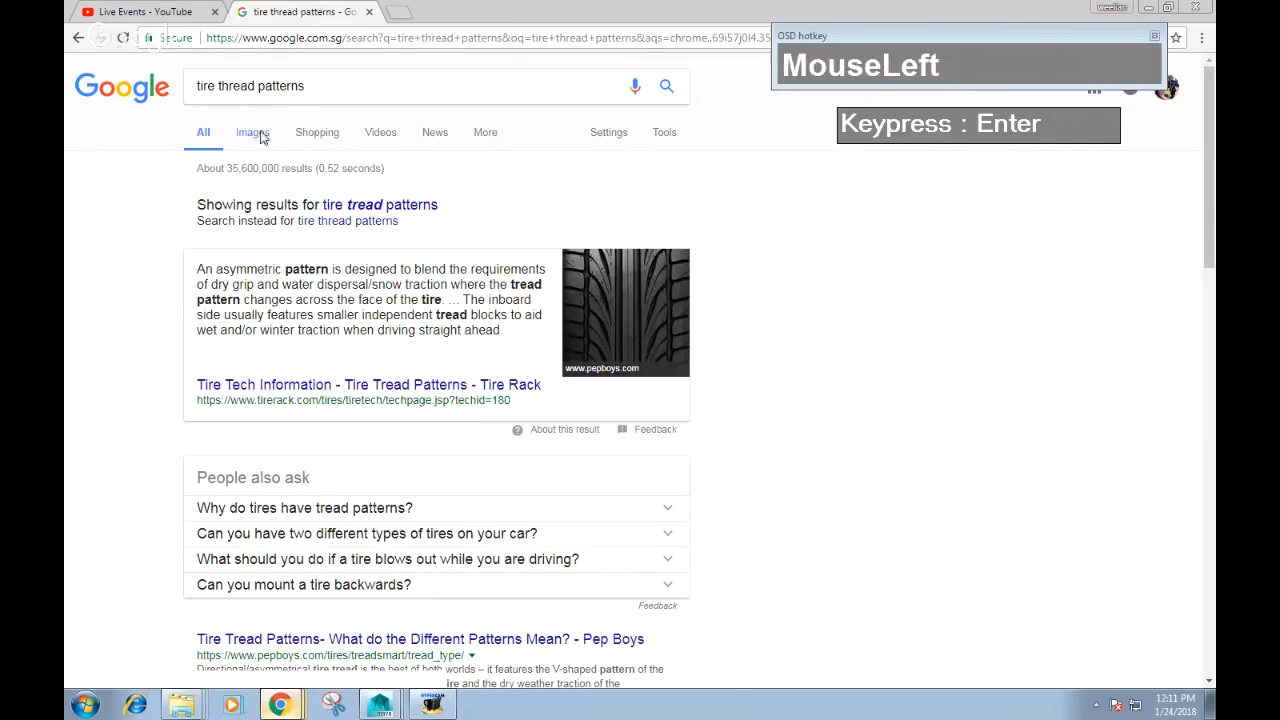 Live Events - YouTube
tire tread patterns - Go
weelian
Secure
https://www.google.com.sg/search?q=tire+thread+patterns&oq=tire+thread+patterns&aqs=chrome..69i57j0l4.35
OSD hotkey
MouseLeft
Keypress : Enter
Google
tire thread patterns
All
Images
Shopping
Videos
News
More
Settings
Tools
About 35,600,000 results (0.52 seconds)
Showing results for tire tread patterns
Search instead for tire thread patterns
An asymmetric pattern is designed to blend the requirements
of dry grip and water dispersal/snow traction where the tread
pattern changes across the face of the tire. ... The inboard
side usually features smaller independent tread blocks to aid
wet and/or winter traction when driving straight ahead.
www.pepboys.com
Tire Tech Information - Tire Tread Patterns - Tire Rack
https://www.tirerack.com/tires/tiretech/techpage.jsp?techid=180
About this result
Feedback
People also ask
Why do tires have tread patterns?
Can you have two different types of tires on your car?
What should you do if a tire blows out while you are driving?
Can you mount a tire backwards?
Feedback
Tire Tread Patterns- What do the Different Patterns Mean? - Pep Boys
https://www.pepboys.com/tires/treadsmart/tread_type/
Directional/asymmetrical tire tread is the best of both worlds – it features the V-shaped pattern of the
ire and the dry weather traction of the
HYPERCAM
12:11 PM
1/24/2018